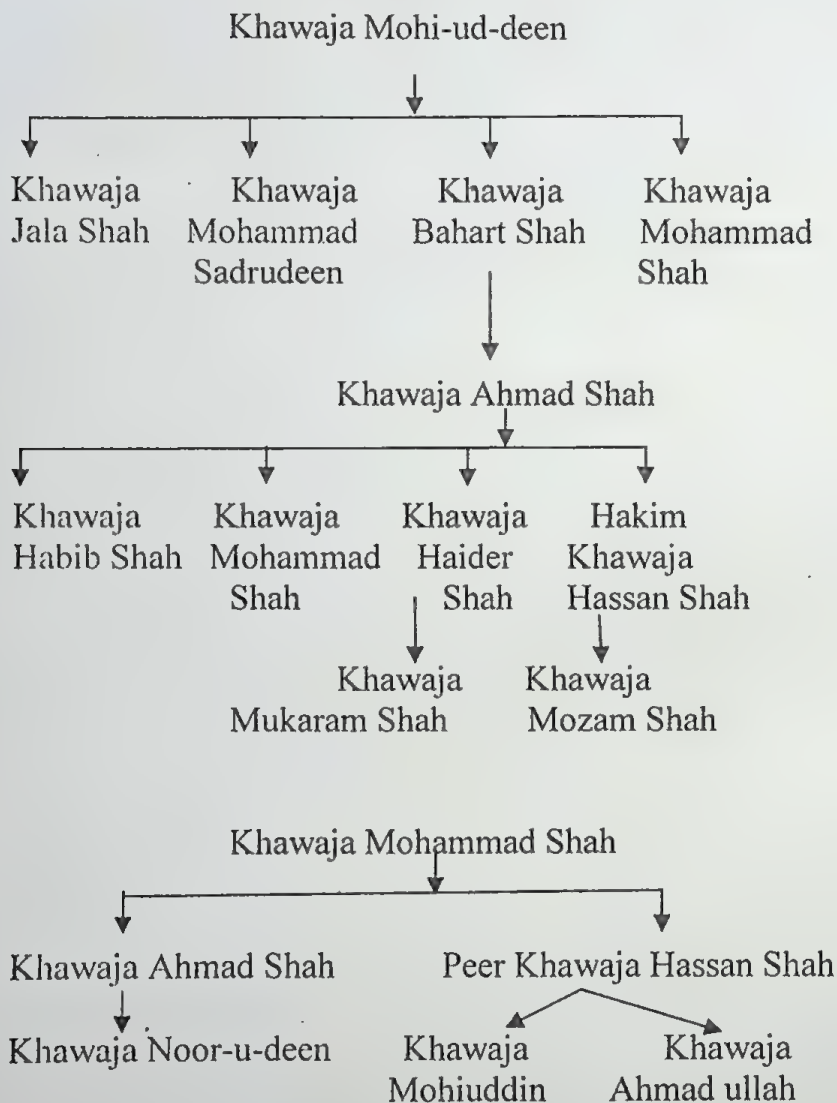 Khawaja Mohi-ud-deen
Khawaja
Jala Shah
Khawaja
Mohammad
Sadrudeen
Khawaja
Bahart Shah
Khawaja
Mohammad
Shah
Khawaja Ahmad Shah
Khawaja
Habib Shah
Khawaja
Mohammad
Shah
Khawaja
Haider
Shah
Hakim
Khawaja
Hassan Shah
Khawaja
Mukaram Shah
Khawaja
Mozam Shah
Khawaja Mohammad Shah
Khawaja Ahmad Shah
Peer Khawaja Hassan Shah
Khawaja Noor-u-deen
Khawaja
Mohiuddin
Khawaja
Ahmad ullah